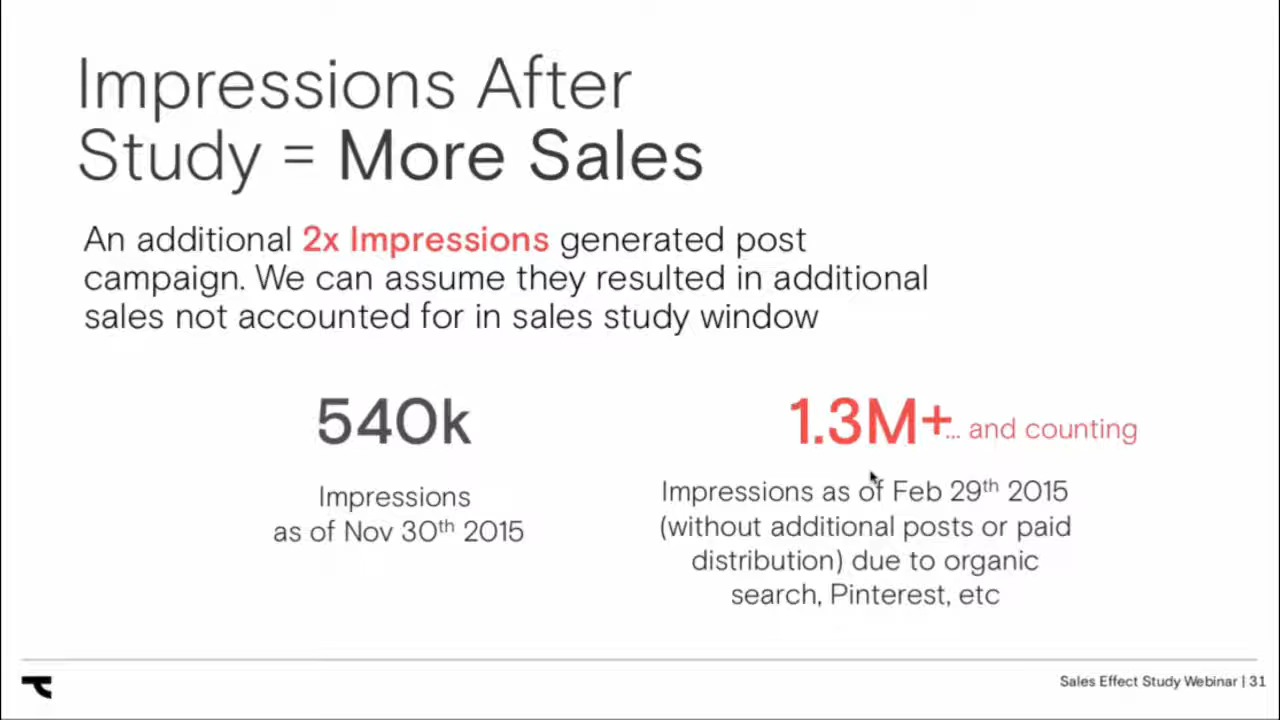 Impressions After
Study = More Sales
An additional 2x Impressions generated post
campaign. We can assume they resulted in additional
sales not accounted for in sales study window
540k
1.3M+... and counting
Impressions
as of Nov 30th 2015
Impressions as of Feb 29th 2015
(without additional posts or paid
distribution) due to organic
search, Pinterest, etc
Sales Effect Study Webinar | 31